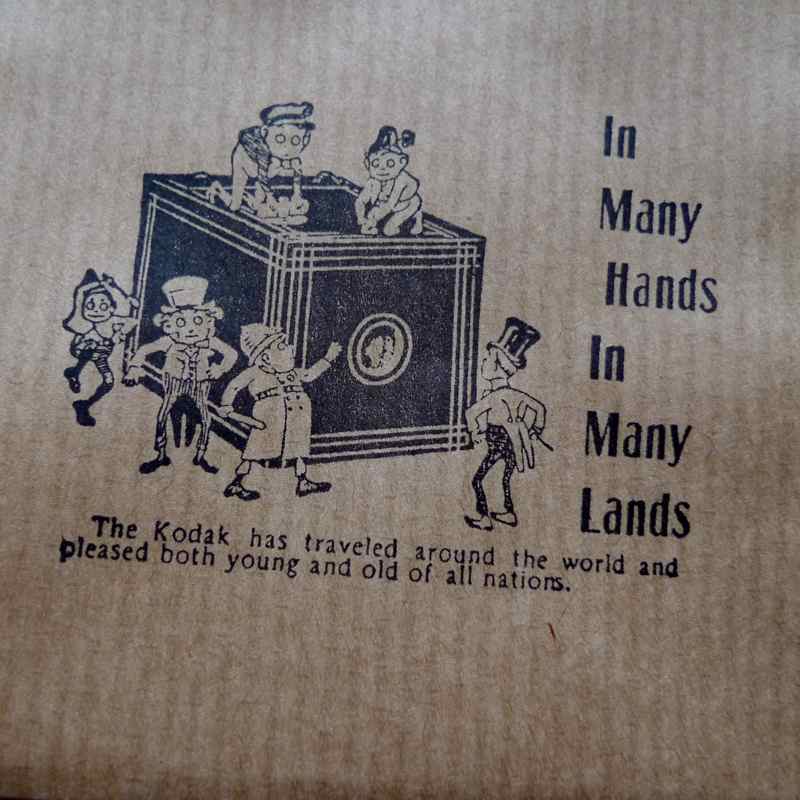 In
Many
Hands
In
Many
Lands
The Kodak has traveled around the world and
pleased both young and old of all nations.